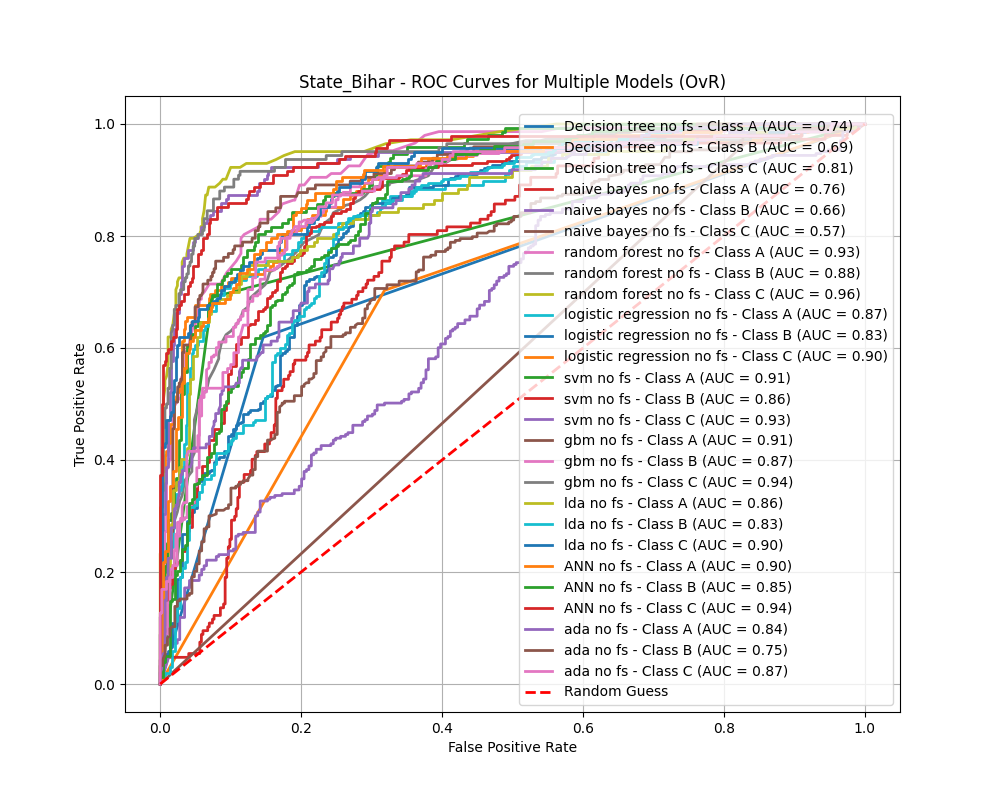 State_Bihar - ROC Curves for Multiple Models (OvR)
1.0
0.8
0.6
0.4
0.2
0.0
True Positive Rate
Decision tree no fs - Class A (AUC = 0.74)
Decision tree no fs - Class B (AUC = 0.69)
Decision tree no fs - Class C (AUC = 0.81)
naive bayes no fs - Class A (AUC = 0.76)
naive bayes no fs - Class B (AUC = 0.66)
naive bayes no fs - Class C (AUC = 0.57)
random forest no fs - Class A (AUC = 0.93)
random forest no fs - Class B (AUC = 0.88)
random forest no fs - Class C (AUC = 0.96)
logistic regression no fs - Class A (AUC = 0.87)
logistic regression no fs - Class B (AUC = 0.83)
logistic regression no fs - Class C (AUC = 0.90)
svm no fs - Class A (AUC = 0.91)
svm no fs - Class B (AUC = 0.86)
svm no fs - Class C (AUC = 0.93)
gbm no fs - Class A (AUC = 0.91)
gbm no fs - Class B (AUC = 0.87)
gbm no fs - Class C (AUC = 0.94)
lda no fs - Class A (AUC = 0.86)
lda no fs - Class B (AUC = 0.83)
lda no fs - Class C (AUC = 0.90)
ANN no fs - Class A (AUC = 0.90)
ANN no fs - Class B (AUC = 0.85)
ANN no fs - Class C (AUC = 0.94)
ada no fs - Class A (AUC = 0.84)
ada no fs - Class B (AUC = 0.75)
ada no fs - Class C (AUC = 0.87)
Random Guess
0.0 0.2 0.4 0.6 0.8 1.0
False Positive Rate